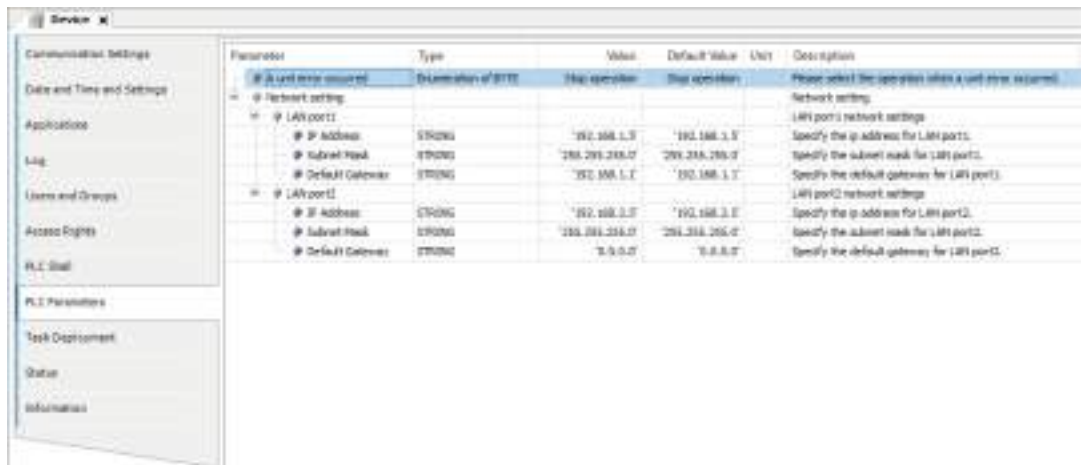 Device
Communication Settings
Date and Time and Settings
Applications
Log
Users and Groups
Access Rights
PLC Shell
PLC Parameters
Task Deployment
Status
Information
Parameter Type Value Default Value Unit Description
A unit error occurred Enumeration of BYTE Stop operation Stop operation Please select the operation when a unit error occurred.
Network setting Network setting
LAN port1 LAN port1 network settings
IP Address STRING '192.168.1.5' '192.168.1.5' Specify the ip address for LAN port1.
Subnet Mask STRING '255.255.255.0' '255.255.255.0' Specify the subnet mask for LAN port1.
Default Gateway STRING '192.168.1.1' '192.168.1.1' Specify the default gateway for LAN port1.
LAN port2 LAN port2 network settings
IP Address STRING Specify the ip address for LAN port2.
Subnet Mask STRING '255.255.255.0' '255.255.255.0' Specify the subnet mask for LAN port2.
Default Gateway STRING '0.0.0.0' '0.0.0.0' Specify the default gateway for LAN port2.